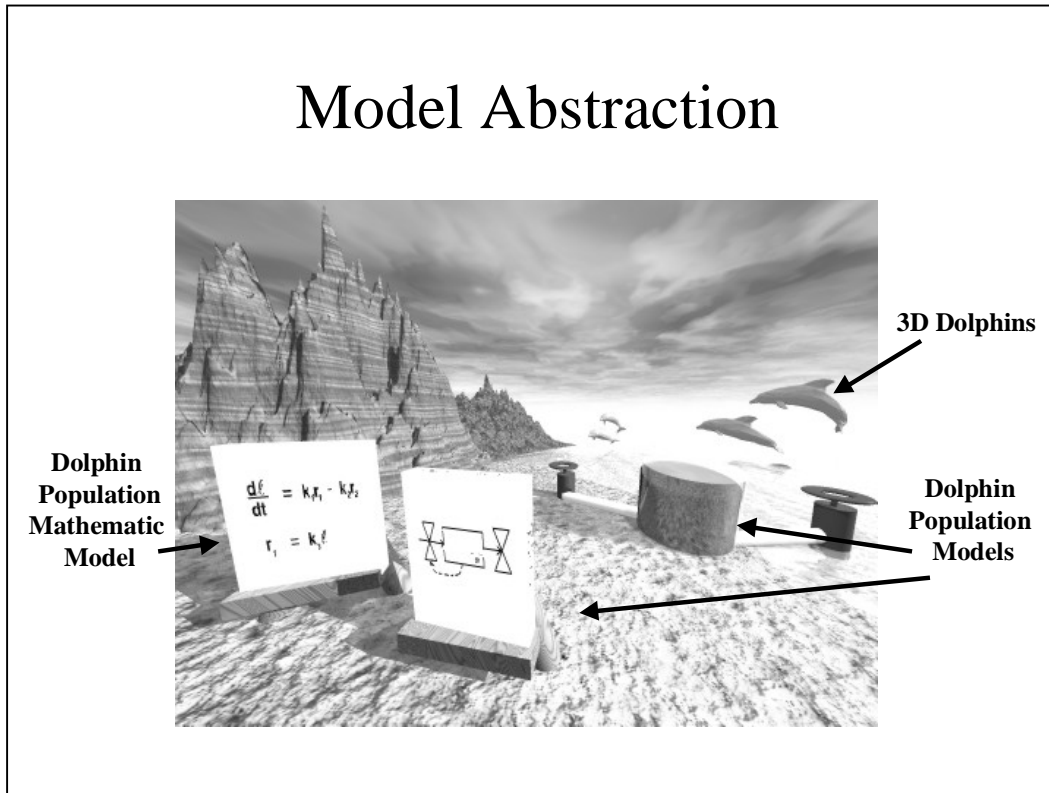 Model Abstraction
3D Dolphins
Dolphin
Population
Mathematic
Model
dℓ/dt = k₁r₁ - k₂r₂
r₁ = k₃ℓ
Dolphin
Population
Models